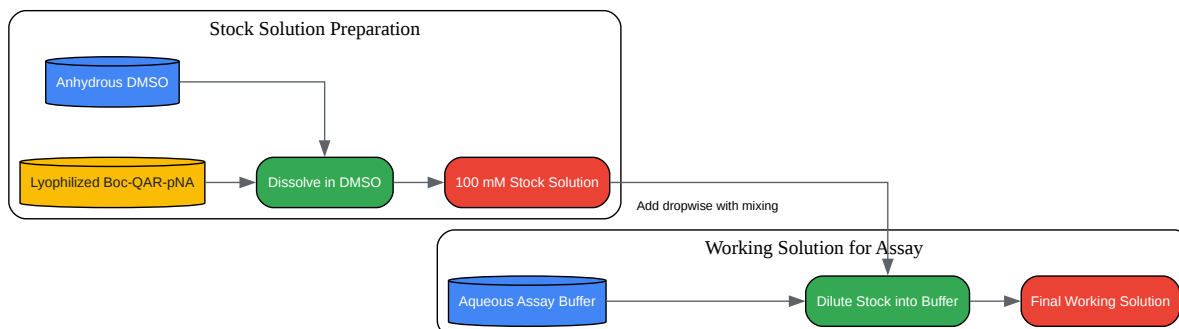 Stock Solution Preparation
Anhydrous DMSO
Lyophilized Boc-QAR-pNA
Dissolve in DMSO
100 mM Stock Solution
Add dropwise with mixing
Working Solution for Assay
Aqueous Assay Buffer
Dilute Stock into Buffer
Final Working Solution